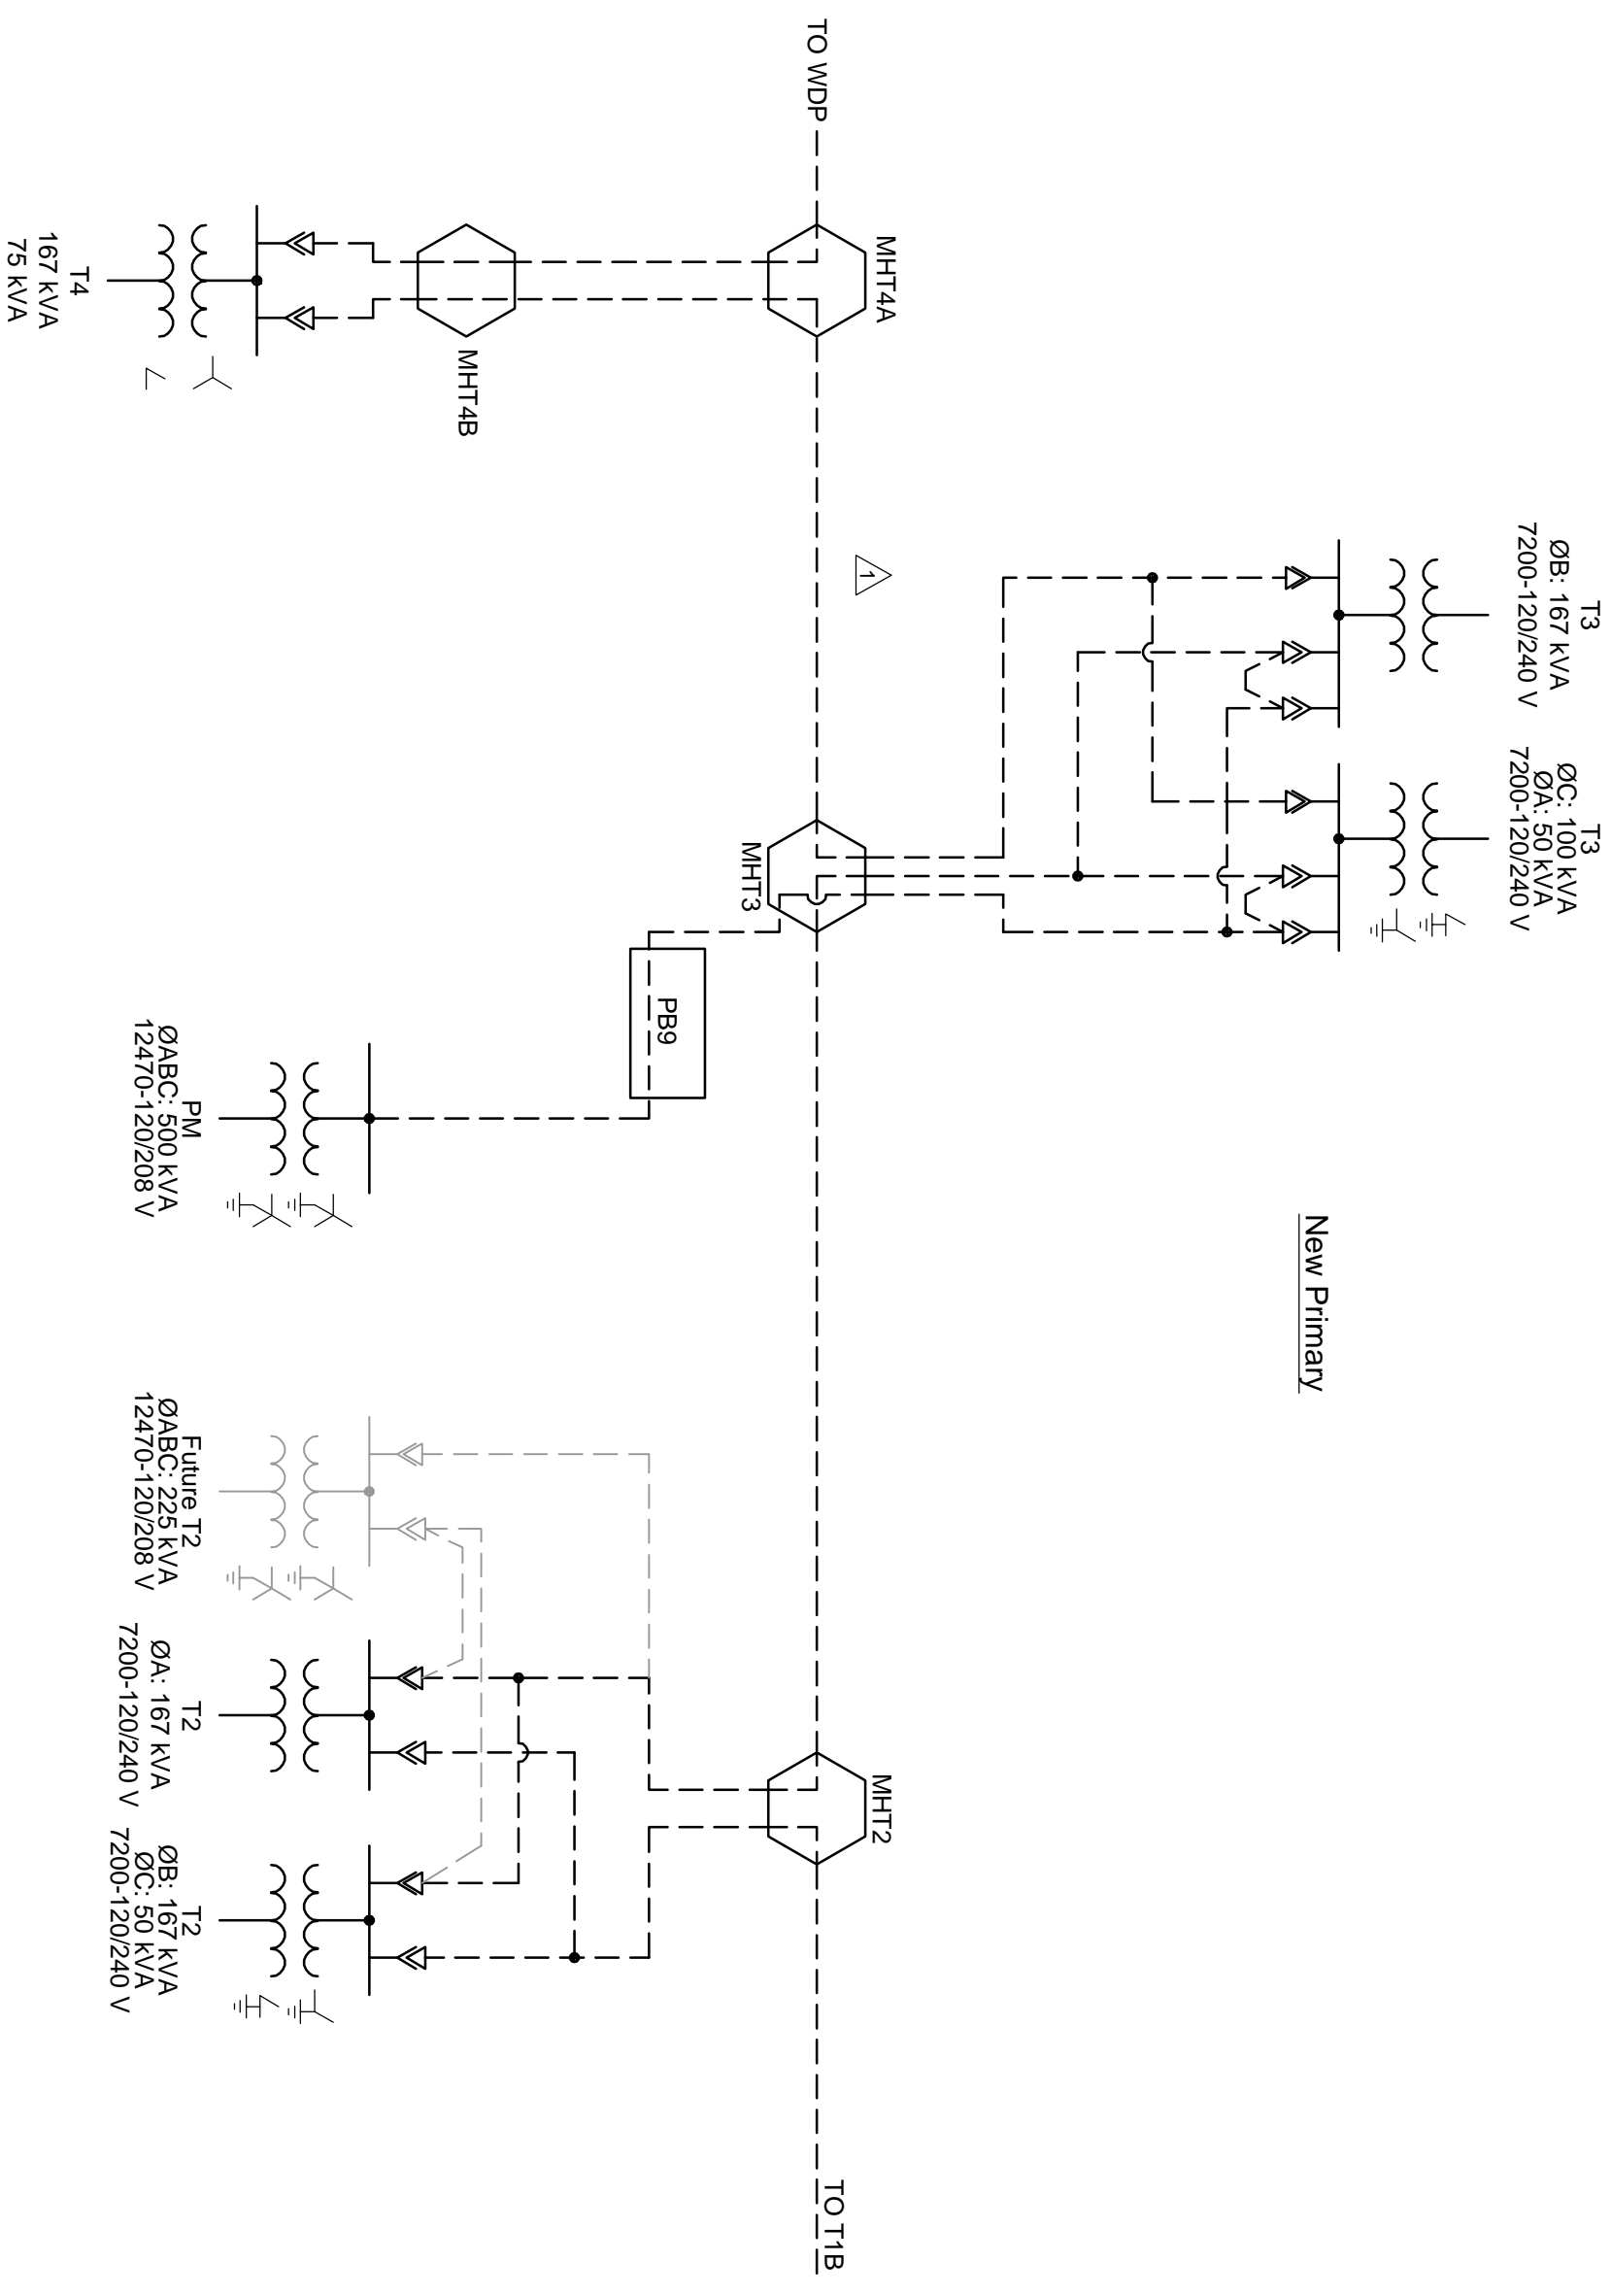 T3
ØB: 167 kVA
7200-120/240 V
T3
ØC: 100 kVA
ØA: 50 kVA
7200-120/240 V
New Primary
1
TO WDP
MHT4A
MHT3
MHT2
TO T1B
MHT4B
PB9
T4
167 kVA
75 kVA
PM
ØABC: 500 kVA
12470-120/208 V
Future T2
ØABC: 225 kVA
12470-120/208 V
T2
ØA: 167 kVA
7200-120/240 V
T2
ØB: 167 kVA
ØC: 50 kVA
7200-120/240 V